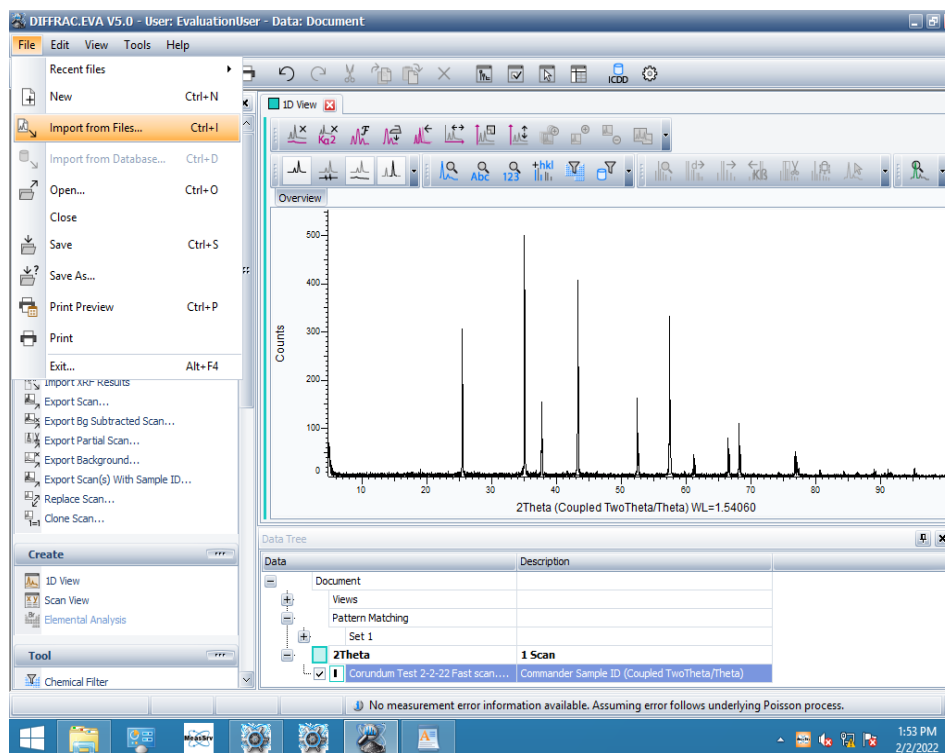 DIFFRAC.EVA V5.0 - User: EvaluationUser - Data: Document
File Edit View Tools Help
Recent files
New Ctrl+N
Import from Files... Ctrl+I
Import from Database... Ctrl+D
Open... Ctrl+O
Close
Save Ctrl+S
Save As...
Print Preview Ctrl+P
Print
Exit... Alt+F4
Import XRF Results
Export Scan...
Export Bg Subtracted Scan...
Export Partial Scan...
Export Background...
Export Scan(s) With Sample ID...
Replace Scan...
Clone Scan...
Create
1D View
Scan View
Elemental Analysis
Tool
Chemical Filter
ICDD
1D View
Kα2
Abc 123 +hkl
Kβ
Overview
Counts
500
400
300
200
100
0
10 20 30 40 50 60 70 80 90
2Theta (Coupled TwoTheta/Theta) WL=1.54060
Data Tree
Data Description
Document
Views
Pattern Matching
Set 1
2Theta 1 Scan
Corundum Test 2-2-22 Fast scan.... Commander Sample ID (Coupled TwoTheta/Theta)
No measurement error information available. Assuming error follows underlying Poisson process.
MeasSrv
1:53 PM
2/2/2022